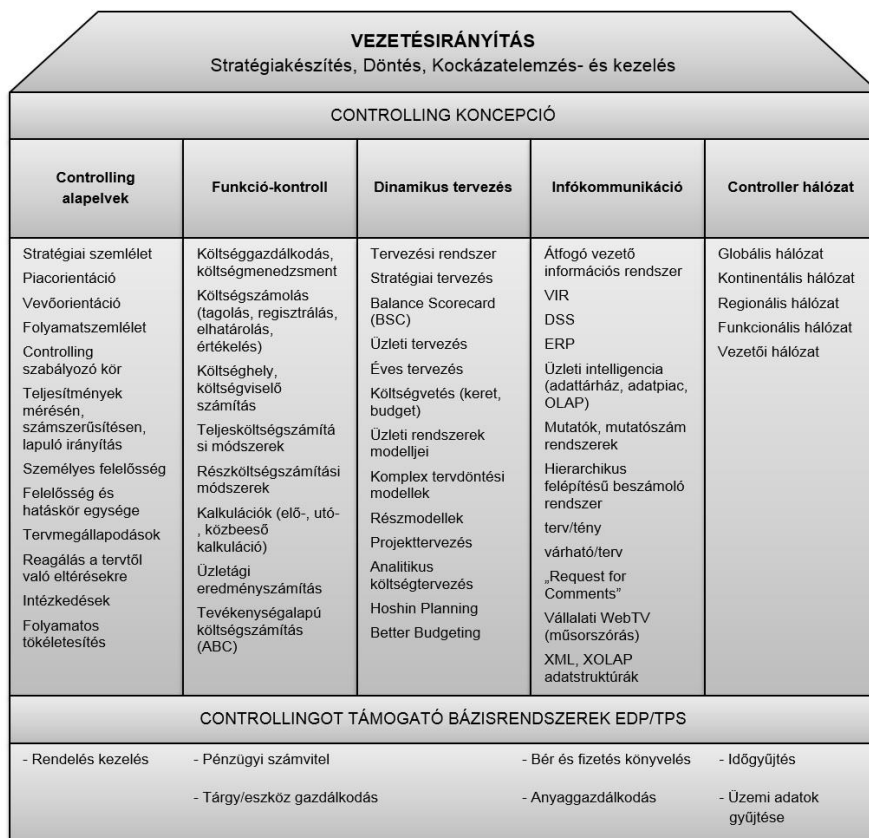 VEZETÉSIRÁNYÍTÁS
Stratégiakészítés, Döntés, Kockázatelemzés- és kezelés
CONTROLLING KONCEPCIÓ
Controlling
alapelvek
Funkció-kontroll
Dinamikus tervezés
Infókommunikáció
Controller hálózat
Stratégiai szemlélet
Piacorientáció
Vevőorientáció
Folyamatszemlélet
Controlling
szabályozó kör
Teljesítmények
mérésén,
számszerűsítésen,
lapuló irányítás
Személyes felelősség
Felelősség és
hatáskör egysége
Tervmegállapodások
Reagálás a tervtől
való eltérésekre
Intézkedések
Folyamatos
tökéletesítés
Költséggazdálkodás,
költségmenedzsment
Költségszámolás
(tagolás, regisztrálás,
elhatárolás,
értékelés)
Költséghely,
költségviselő
számítás
Teljesköltségszámítá
si módszerek
Részköltségszámítási
módszerek
Kalkulációk (elő-, utó-
, közbeeső
kalkuláció)
Üzletági
eredményszámítás
Tevékenységalapú
költségszámítás
(ABC)
Tervezési rendszer
Stratégiai tervezés
Balance Scorecard
(BSC)
Üzleti tervezés
Éves tervezés
Költségvetés (keret,
budget)
Üzleti rendszerek
modelljei
Komplex tervdöntési
modellek
Részmodellek
Projekttervezés
Analitikus
költségtervezés
Hoshin Planning
Better Budgeting
Átfogó vezető
információs rendszer
VIR
DSS
ERP
Üzleti intelligencia
(adattárház, adatpiac,
OLAP)
Mutatók, mutatószám
rendszerek
Hierarchikus
felépítésű beszámoló
rendszer
terv/tény
várható/terv
„Request for
Comments”
Vállalati WebTV
(műsorszórás)
XML, XOLAP
adatstruktúrák
Globális hálózat
Kontinentális hálózat
Regionális hálózat
Funkcionális hálózat
Vezetői hálózat
CONTROLLINGOT TÁMOGATÓ BÁZISRENDSZEREK EDP/TPS
- Rendelés kezelés
- Pénzügyi számvitel
- Bér és fizetés könyvelés
- Időgyűjtés
- Tárgy/eszköz gazdálkodás
- Anyaggazdálkodás
- Üzemi adatok
gyűjtése